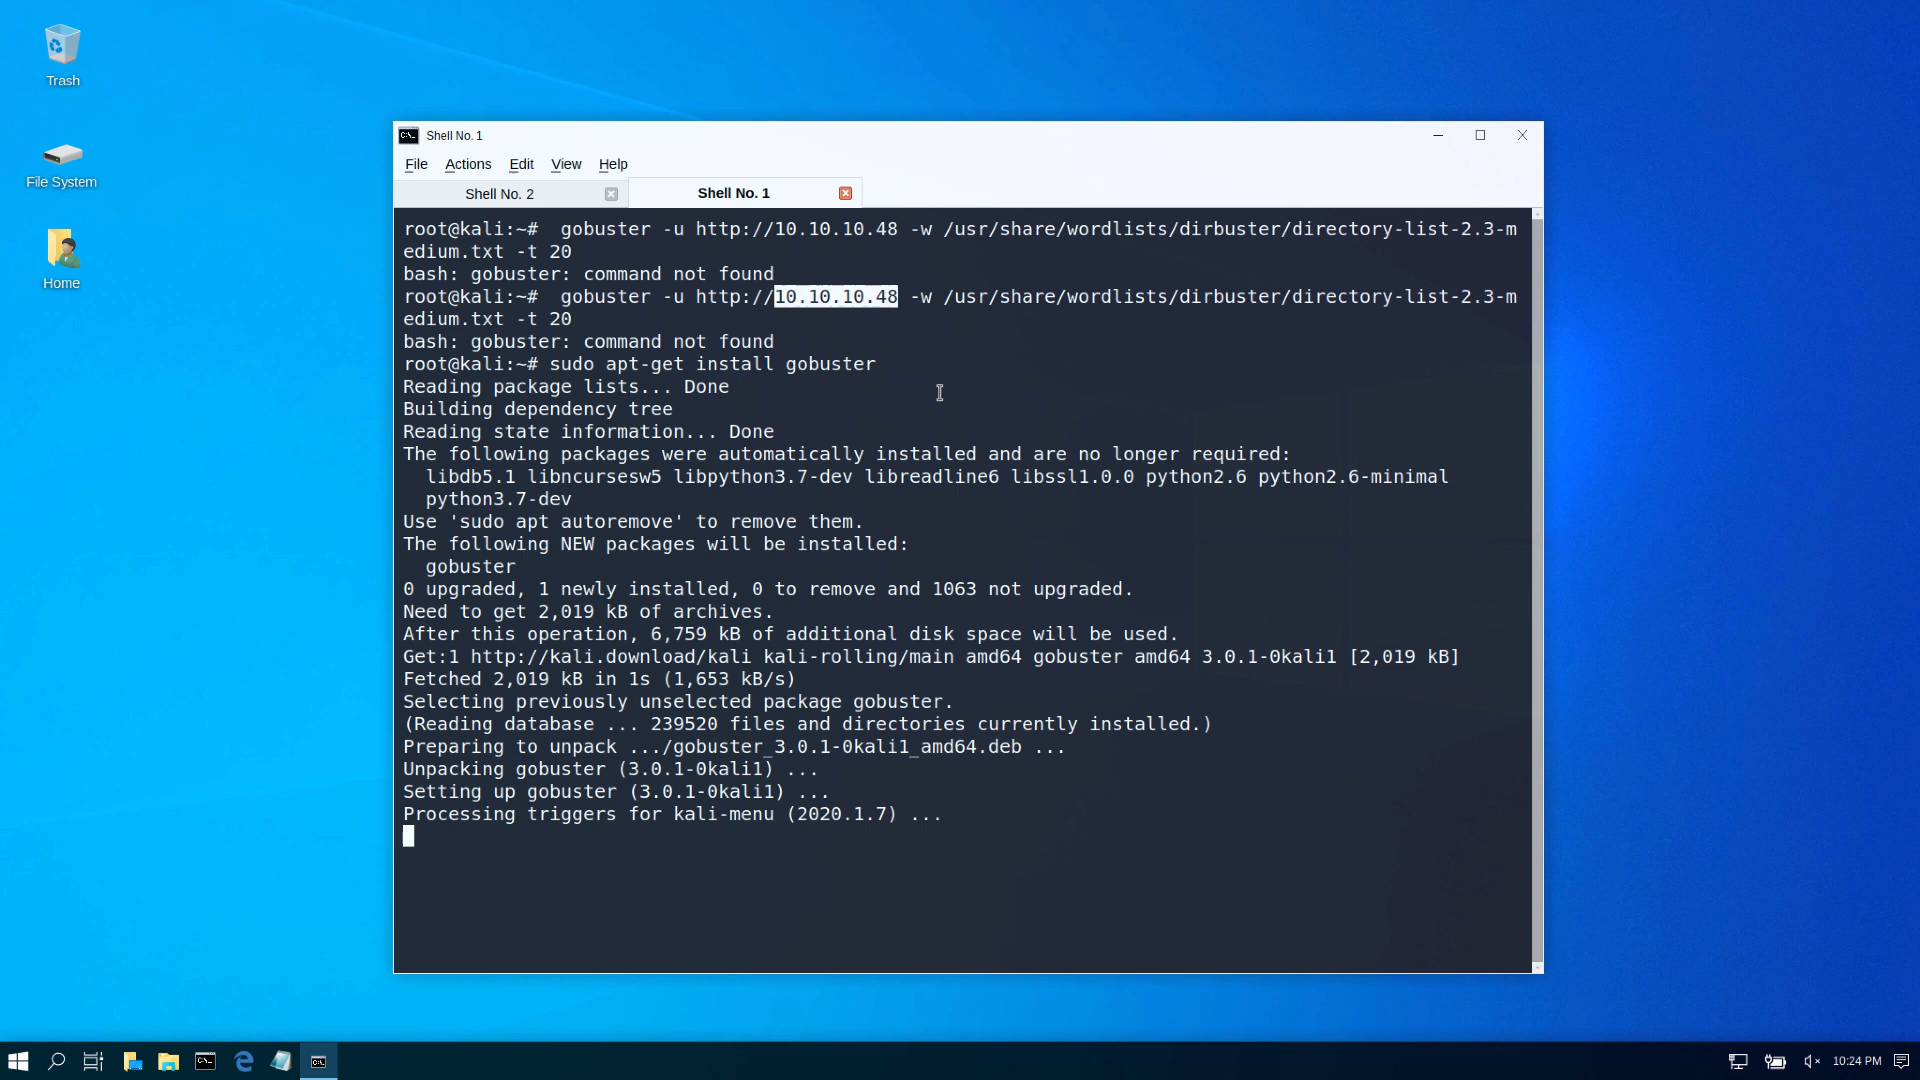 Trash
File System
Home
Shell No. 1
File Actions Edit View Help
Shell No. 2
Shell No. 1
root@kali:~#  gobuster -u http://10.10.10.48 -w /usr/share/wordlists/dirbuster/directory-list-2.3-m
edium.txt -t 20
bash: gobuster: command not found
root@kali:~#  gobuster -u http://10.10.10.48 -w /usr/share/wordlists/dirbuster/directory-list-2.3-m
edium.txt -t 20
bash: gobuster: command not found
root@kali:~# sudo apt-get install gobuster
Reading package lists... Done
Building dependency tree
Reading state information... Done
The following packages were automatically installed and are no longer required:
  libdb5.1 libncursesw5 libpython3.7-dev libreadline6 libssl1.0.0 python2.6 python2.6-minimal
  python3.7-dev
Use 'sudo apt autoremove' to remove them.
The following NEW packages will be installed:
  gobuster
0 upgraded, 1 newly installed, 0 to remove and 1063 not upgraded.
Need to get 2,019 kB of archives.
After this operation, 6,759 kB of additional disk space will be used.
Get:1 http://kali.download/kali kali-rolling/main amd64 gobuster amd64 3.0.1-0kali1 [2,019 kB]
Fetched 2,019 kB in 1s (1,653 kB/s)
Selecting previously unselected package gobuster.
(Reading database ... 239520 files and directories currently installed.)
Preparing to unpack .../gobuster_3.0.1-0kali1_amd64.deb ...
Unpacking gobuster (3.0.1-0kali1) ...
Setting up gobuster (3.0.1-0kali1) ...
Processing triggers for kali-menu (2020.1.7) ...
10:24 PM